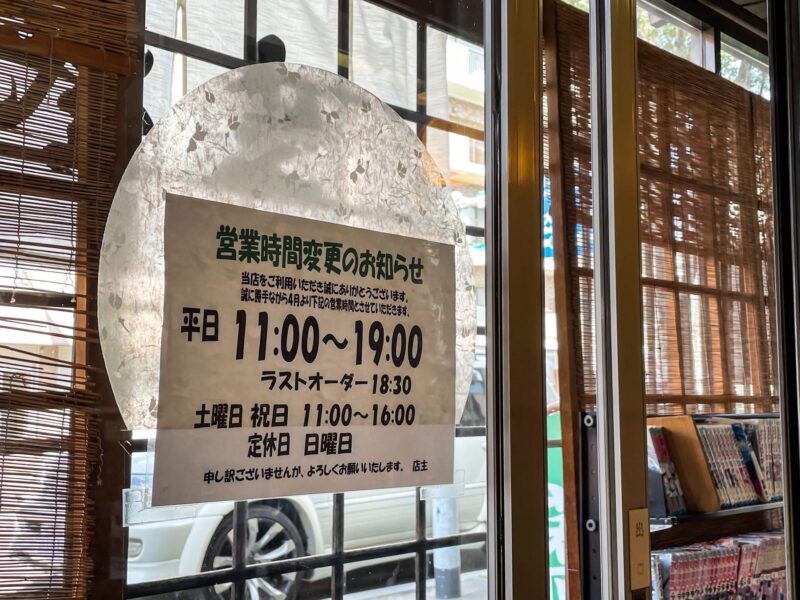 営業時間変更のお知らせ
当店をご利用いただき誠にありがとうございます。
誠に勝手ながら4月より下記の営業時間とさせていただきます。
平日 11:00～19:00
ラストオーダー 18:30
土曜日 祝日 11:00～16:00
定休日 日曜日
申し訳ございませんが、よろしくお願いいたします。 店主